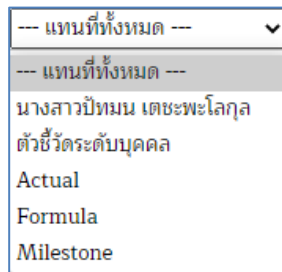 --- แทนที่ทั้งหมด ---
--- แทนที่ทั้งหมด ---
นางสาวปัทมน เตชะพะโลกุล
ตัวชี้วัดระดับบุคคล
Actual
Formula
Milestone